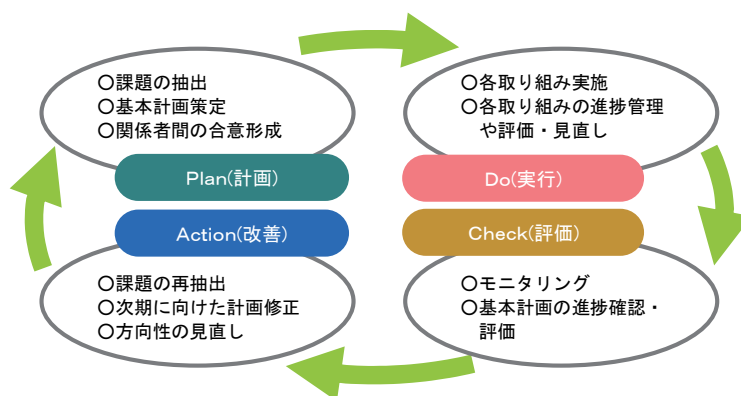 〇課題の抽出
〇基本計画策定
〇関係者間の合意形成
Plan(計画)
〇各取り組み実施
〇各取り組みの進捗管理
や評価・見直し
Do(実行)
Action(改善)
〇課題の再抽出
〇次期に向けた計画修正
〇方向性の見直し
Check(評価)
〇モニタリング
〇基本計画の進捗確認・
評価